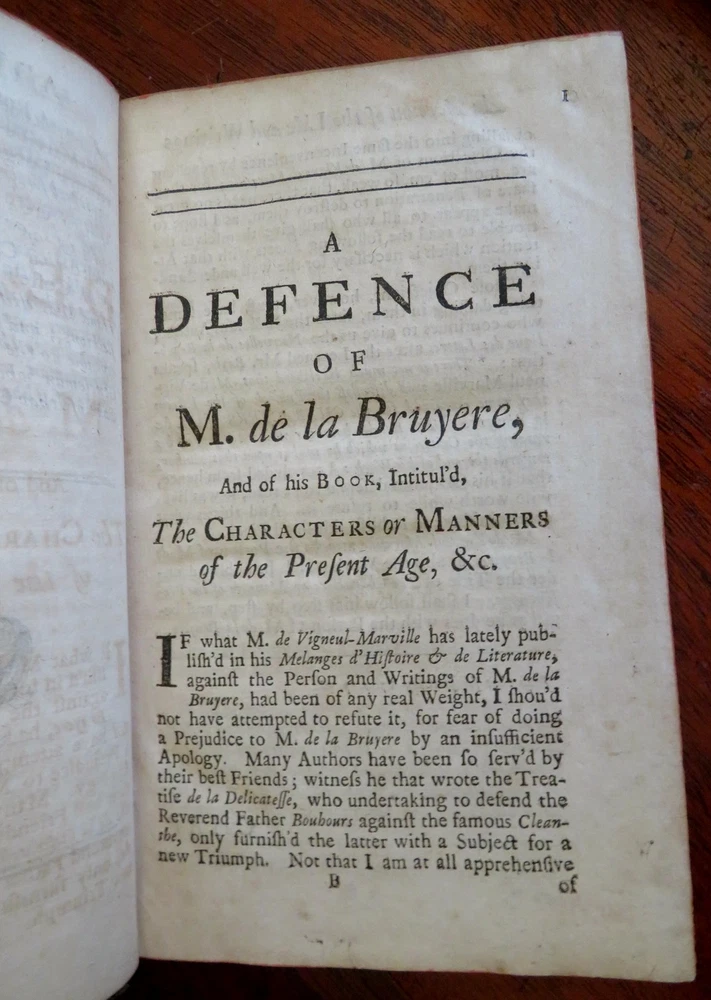 1
A
DEFENCE
OF
M. de la Bruyere,
And of his BOOK, Intitul'd,
The CHARACTERS or MANNERS
of the Preſent Age, &c.
IF what M. de Vigneul-Marville has lately pub-
liſh'd in his Melanges d'Hiſtoire & de Literature,
againſt the Perſon and Writings of M. de la
Bruyere, had been of any real Weight, I ſhou'd
not have attempted to refute it, for fear of doing
a Prejudice to M. de la Bruyere by an inſufficient
Apology. Many Authors have been ſo ſerv'd by
their beſt Friends; witneſs he that wrote the Trea-
tiſe de la Delicateſſe, who undertaking to defend the
Reverend Father Bouhours againſt the famous Clean-
the, only furniſh'd the latter with a Subject for a
new Triumph. Not that I am at all apprehenſive
B
of